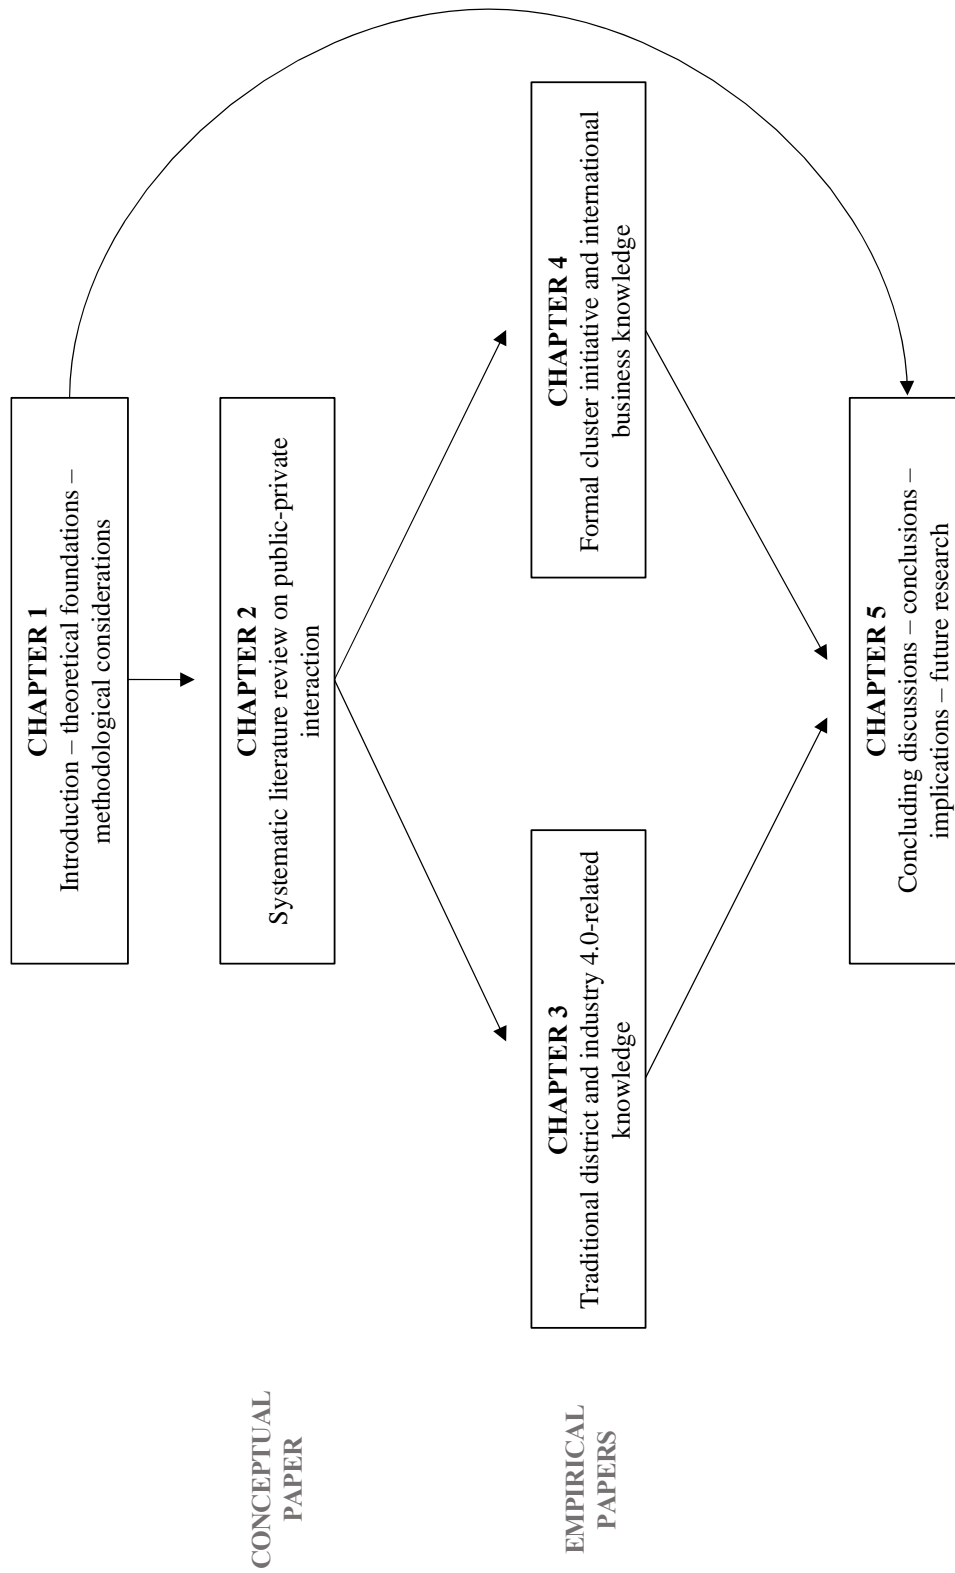 CHAPTER 1
Introduction – theoretical foundations –
methodological considerations
CONCEPTUAL
PAPER
CHAPTER 2
Systematic literature review on public-private
interaction
EMPIRICAL
PAPERS
CHAPTER 3
Traditional district and industry 4.0-related
knowledge
CHAPTER 4
Formal cluster initiative and international
business knowledge
CHAPTER 5
Concluding discussions – conclusions –
implications – future research